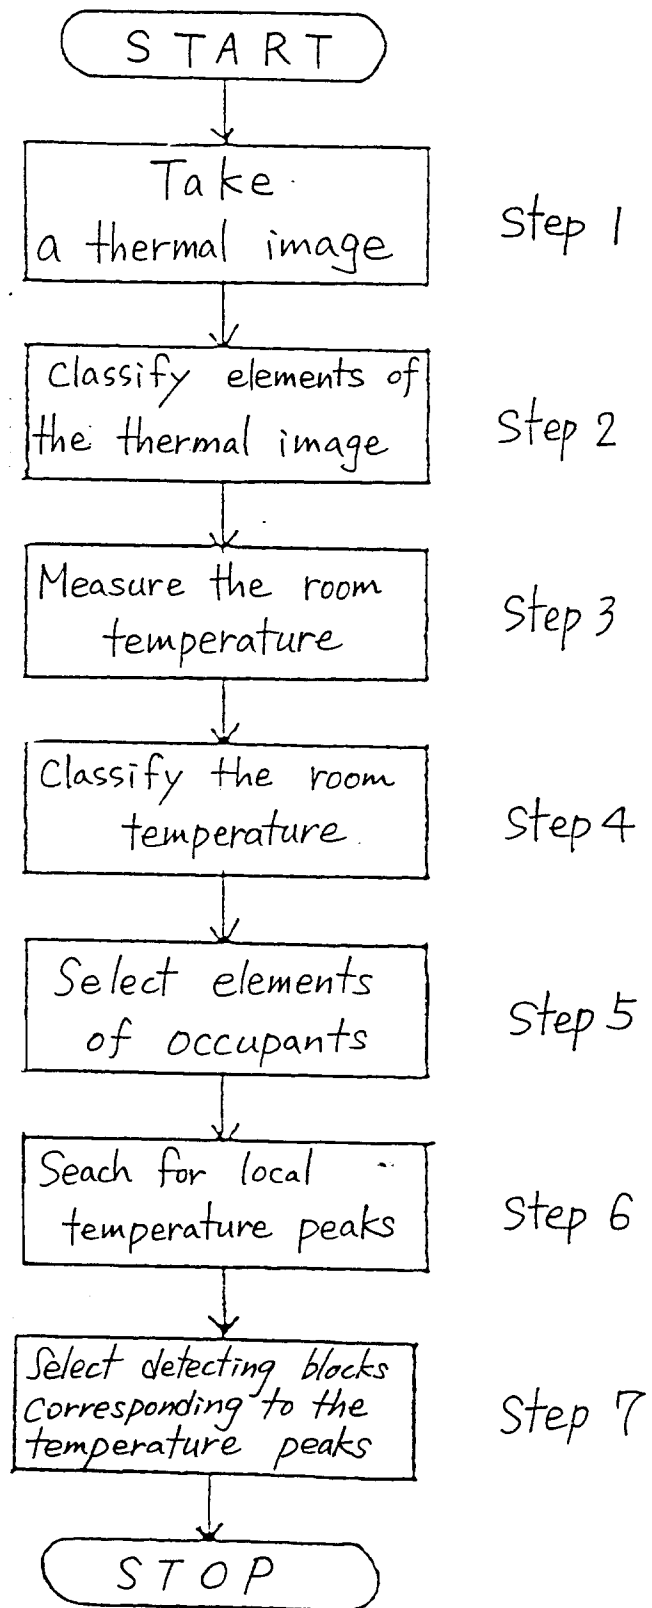 START
Take
a thermal image
Step 1
Classify elements of
the thermal image
Step 2
Measure the room
temperature
Step 3
Classify the room
temperature.
Step 4
Select elements
of occupants
Step 5
Seach for local
temperature peaks
Step 6
Select detecting blocks
corresponding to the
temperature peaks
Step 7
STOP